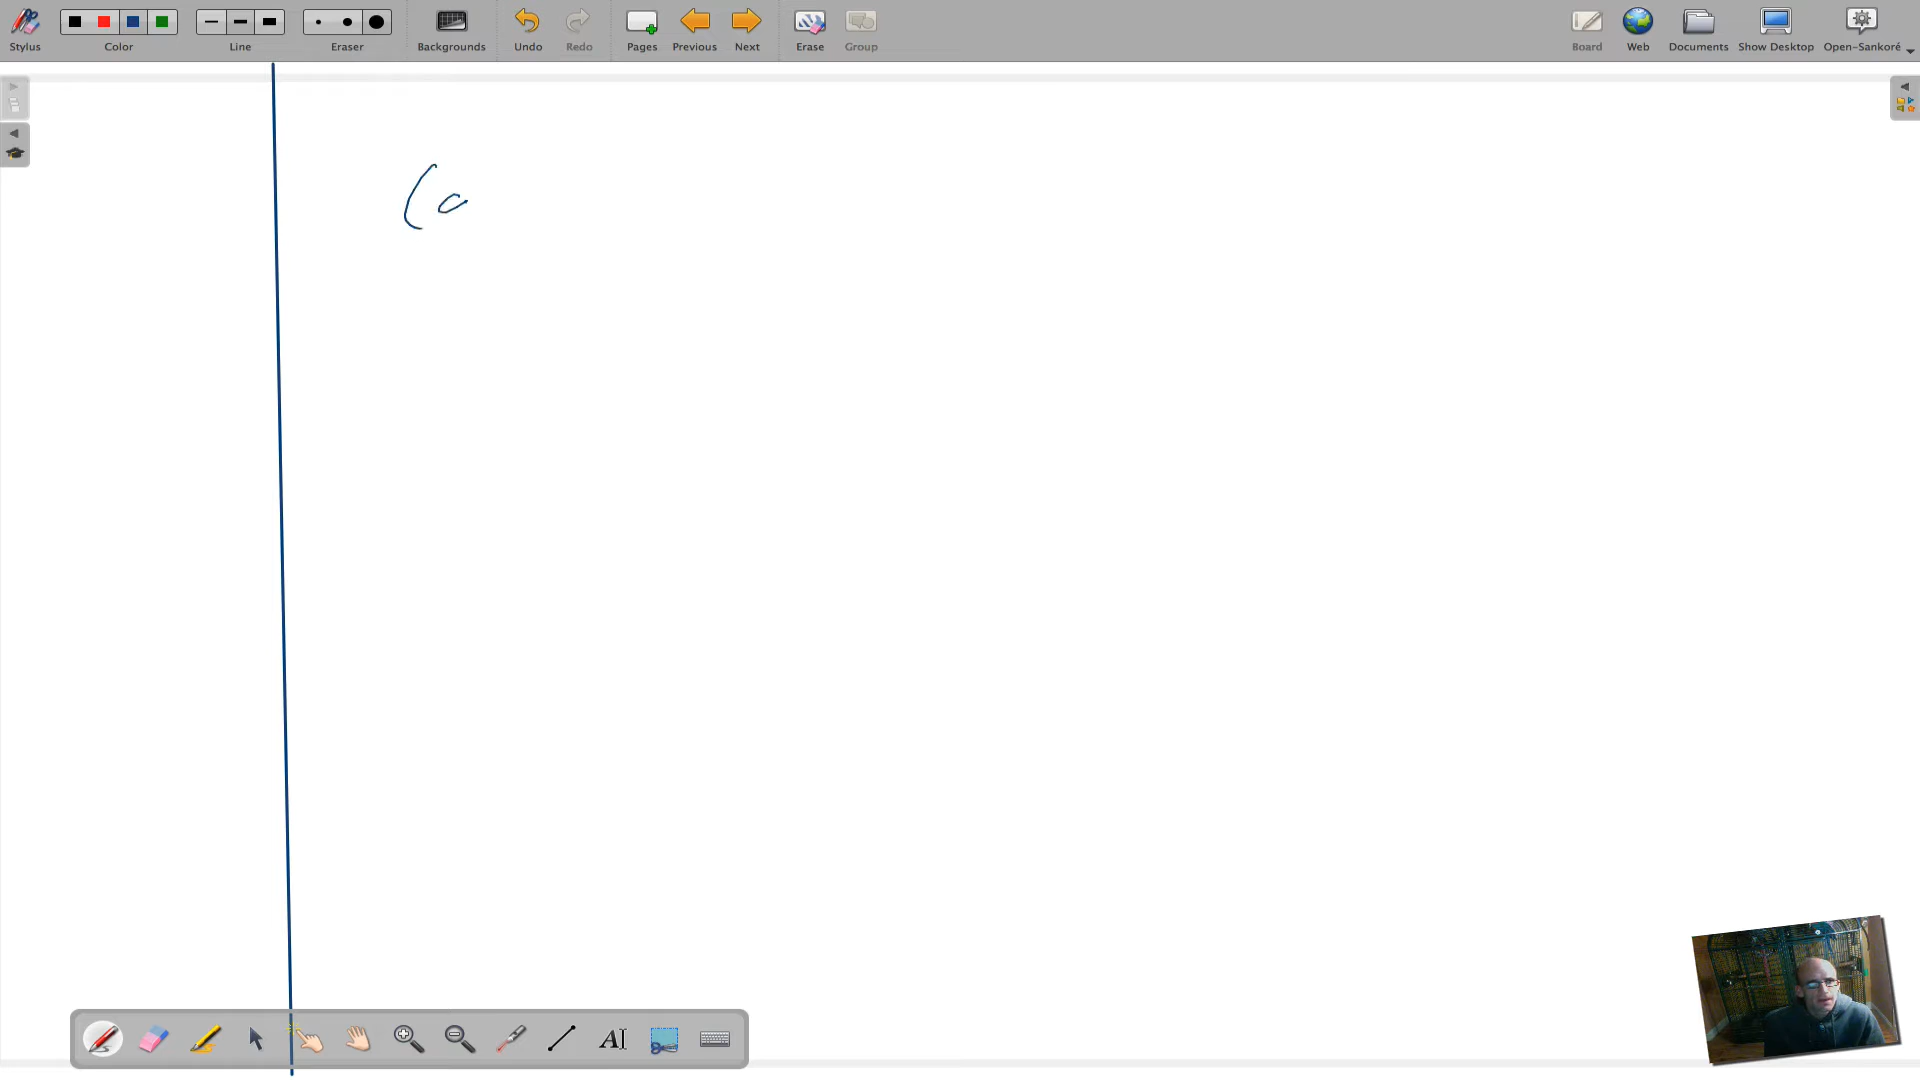 Stylus Color Line Eraser Backgrounds Undo Redo Pages Previous Next Erase Group Board Web Documents Show Desktop Open-Sankoré
(a
AI